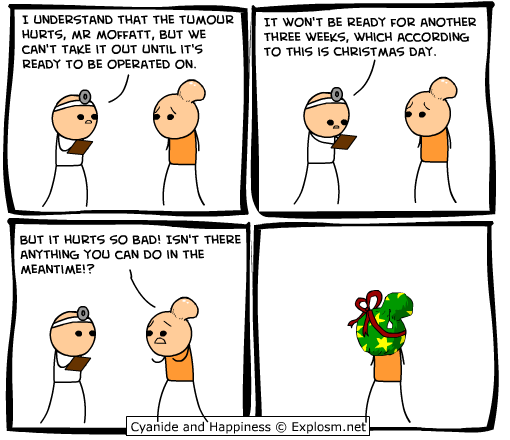 I UNDERSTAND THAT THE TUMOUR
HURTS, MR MOFFATT, BUT WE
CAN'T TAKE IT OUT UNTIL IT'S
READY TO BE OPERATED ON.
IT WON'T BE READY FOR ANOTHER
THREE WEEKS, WHICH ACCORDING
TO THIS IS CHRISTMAS DAY.
BUT IT HURTS SO BAD! ISN'T THERE
ANYTHING YOU CAN DO IN THE
MEANTIME!?
Cyanide and Happiness © Explosm.net